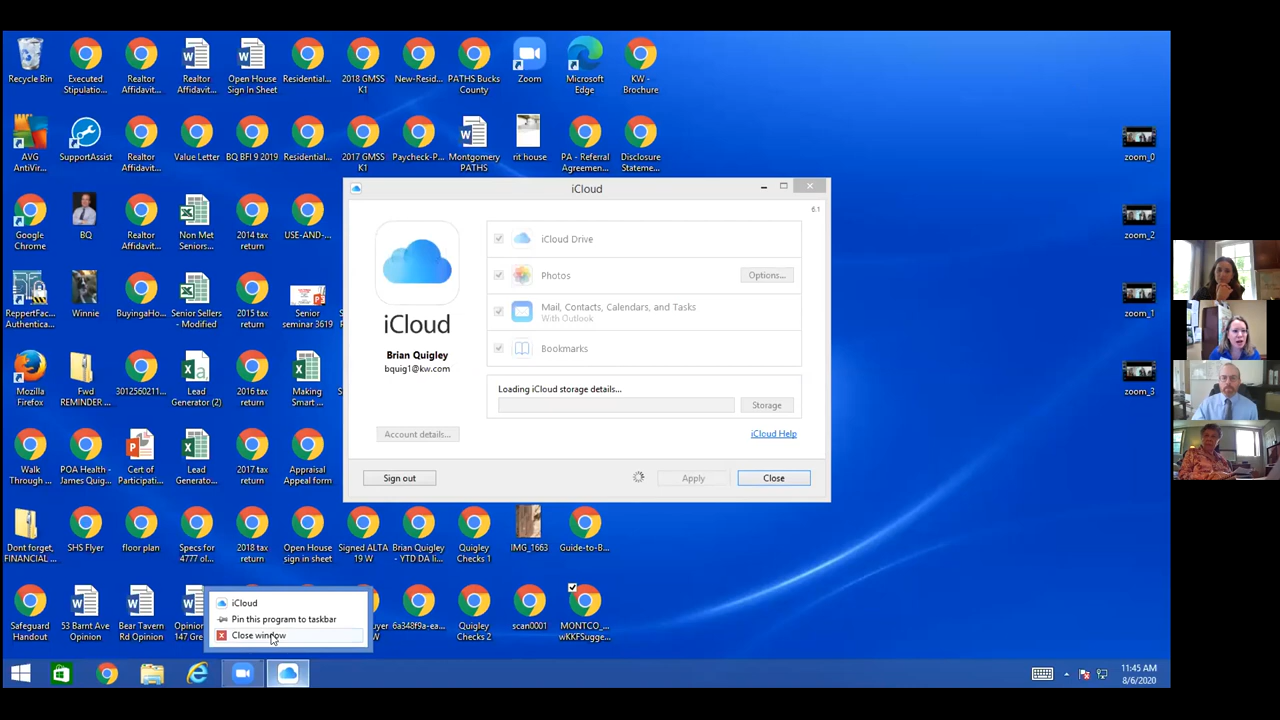 Recycle Bin
Executed
Stipulatio...
Realtor
Affidavit...
Realtor
Affidavit...
Open House
Sign In Sheet
Residential...
2018 GMSS
K1
New-Resid...
PATHS Bucks
County
Zoom
Microsoft
Edge
KW -
Brochure
AVG
AntiVir...
SupportAssist
Realtor
Affidavit...
Value Letter
BQ BFI 9 2019
Residential...
2017 GMSS
K1
Paycheck-P...
Montgomery
PATHS
rit house
PA - Referral
Agreemen...
Disclosure
Stateme...
zoom_0
Google
Chrome
BQ
Realtor
Affidavit...
Non Met
Seniors...
2014 tax
return
USE-AND-...
zoom_2
ReppertFac...
Authentica...
Winnie
BuyingaHo...
Senior Sellers
- Modified
2015 tax
return
Senior
seminar 3619
zoom_1
Mozilla
Firefox
Fwd
REMINDER ...
3012560211...
Lead
Generator (2)
2016 tax
return
Making
Smart ...
zoom_3
Walk
Through ...
POA Health -
James Quig...
Cert of
Participati...
Lead
Generato...
2017 tax
return
Appraisal
Appeal form
Dont forget,
FINANCIAL ...
SHS Flyer
floor plan
Specs for
4777 ol...
2018 tax
return
Open House
sign in sheet
Signed ALTA
19 W
Brian Quigley
- YTD DA li...
Quigley
Checks 1
IMG_1663
Guide-to-B...
Safeguard
Handout
53 Barnt Ave
Opinion
Bear Tavern
Rd Opinion
Opinion
147 Gre
6a348f9a-ea...
Quigley
Checks 2
scan0001
MONTCO_...
wKKFSugge...
iCloud
6.1
iCloud
Brian Quigley
bquig1@kw.com
Account details...
Sign out
iCloud Drive
Photos
Options...
Mail, Contacts, Calendars, and Tasks
With Outlook
Bookmarks
Loading iCloud storage details...
Storage
iCloud Help
Apply
Close
iCloud
Pin this program to taskbar
Close window
11:45 AM
8/6/2020